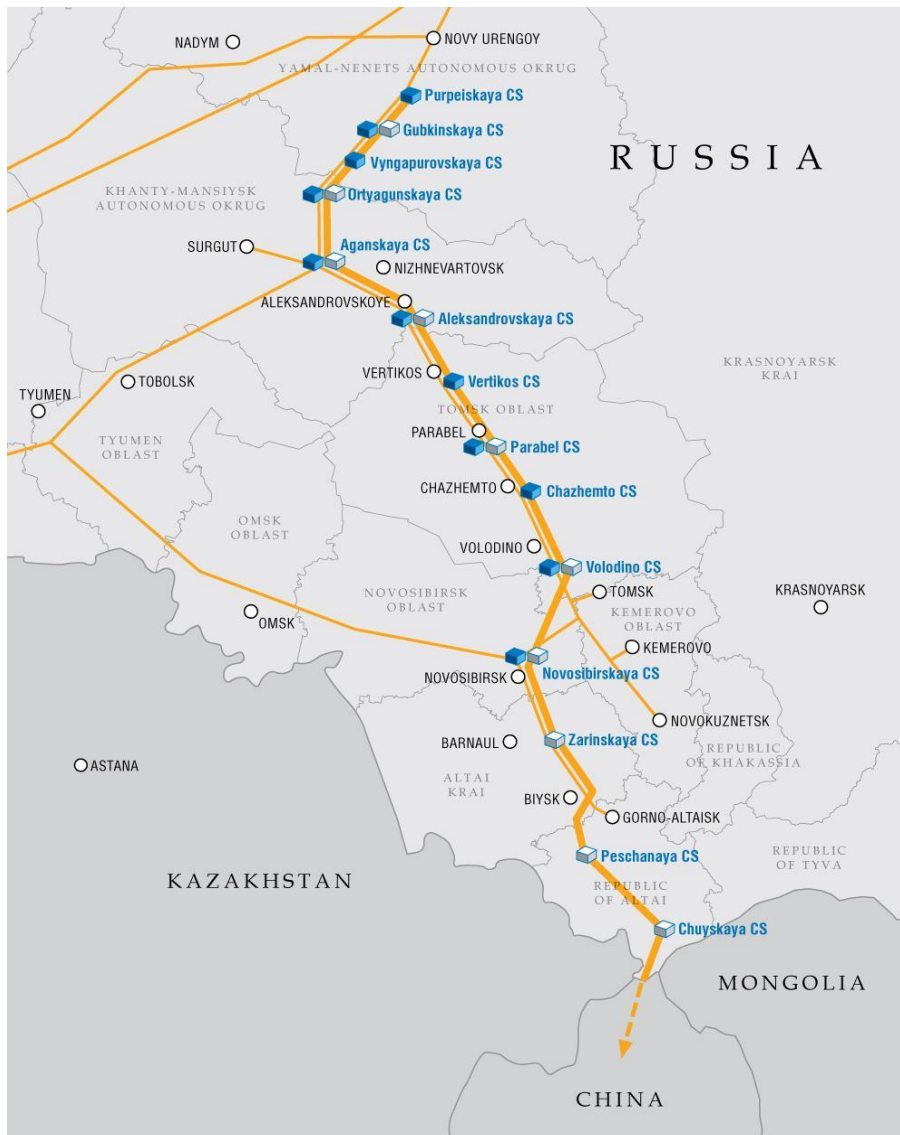 NADYM
NOVY URENGOY
YAMAL-NENETS AUTONOMOUS OKRUG
Purpeiskaya CS
Gubkinskaya CS
RUSSIA
Vyngapurovskaya CS
KHANTY-MANSIYSK
AUTONOMOUS OKRUG
Ortyagunskaya CS
SURGUT
Aganskaya CS
NIZHNEVARTOVSK
ALEKSANDROVSKOYE
Aleksandrovskaya CS
KRASNOYARSK
KRAI
VERTIKOS
Vertikos CS
TOBOLSK
TYUMEN
TOMSK OBLAST
TYUMEN
OBLAST
PARABEL
Parabel CS
CHAZHEMTO
Chazhemto CS
OMSK
OBLAST
VOLODINO
Volodino CS
NOVOSIBIRSK
OBLAST
TOMSK
KRASNOYARSK
KEMEROVO
OBLAST
OMSK
KEMEROVO
NOVOSIBIRSK
Novosibirskaya CS
NOVOKUZNETSK
BARNAUL
Zarinskaya CS
REPUBLIC
OF KHAKASSIA
ASTANA
ALTAI
KRAI
BIYSK
GORNO-ALTAISK
Peschanaya CS
REPUBLIC
OF TYVA
KAZAKHSTAN
REPUBLIC
OF ALTAI
Chuyskaya CS
MONGOLIA
CHINA